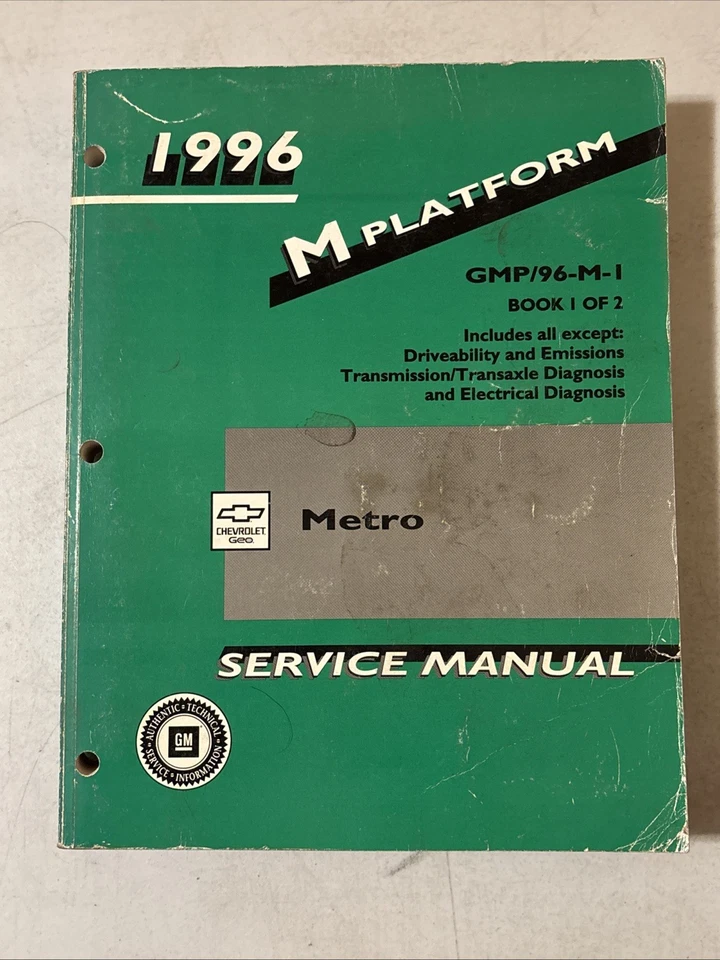 1996
M PLATFORM
GMP/96-M-1
BOOK 1 OF 2
Includes all except:
Driveability and Emissions
Transmission/Transaxle Diagnosis
and Electrical Diagnosis
CHEVROLET
Geo
Metro
SERVICE MANUAL
AUTHENTIC TECHNICAL
GM
SERVICE INFORMATION